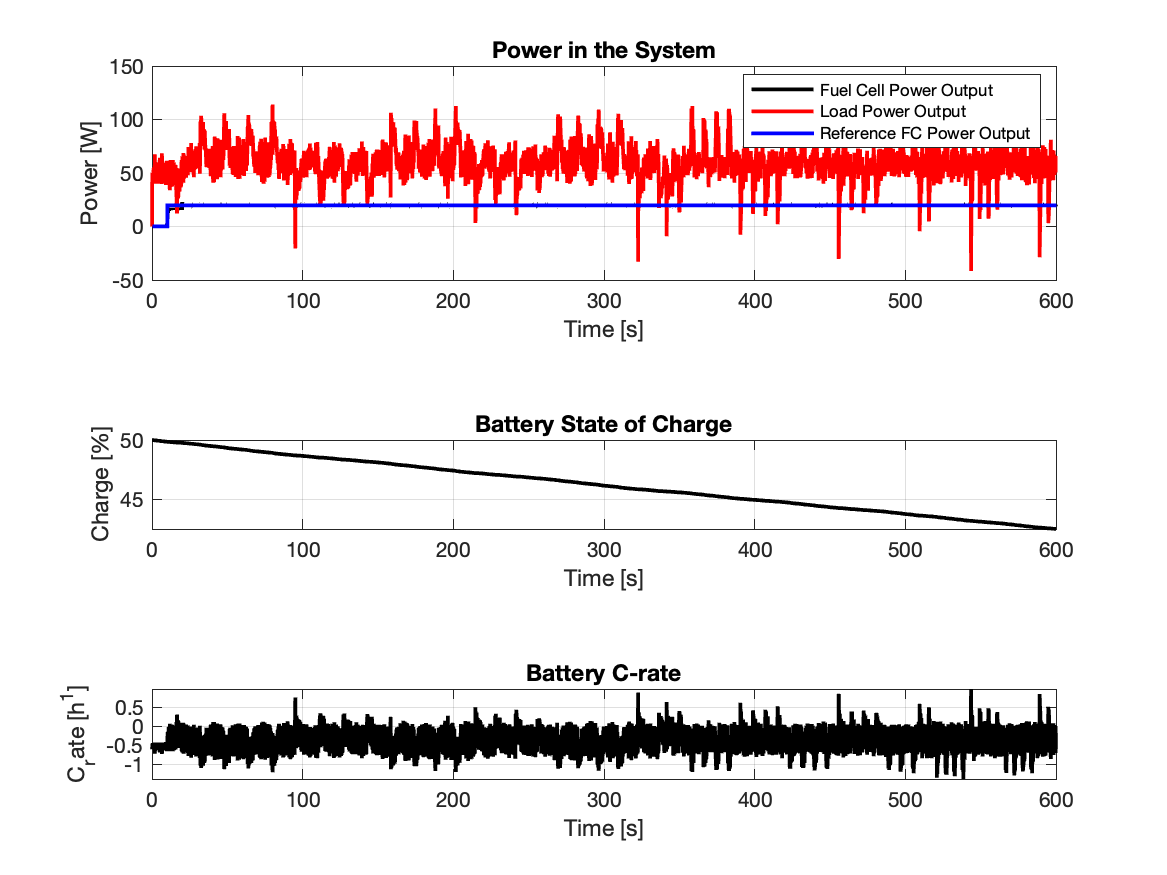 Power in the System
150
100
50
0
-50
Power [W]
Fuel Cell Power Output
Load Power Output
Reference FC Power Output
0 100 200 300 400 500 600
Time [s]
Battery State of Charge
50
45
Charge [%]
0 100 200 300 400 500 600
Time [s]
Battery C-rate
0.5
0
-0.5
-1
C_rate [h^1]
0 100 200 300 400 500 600
Time [s]